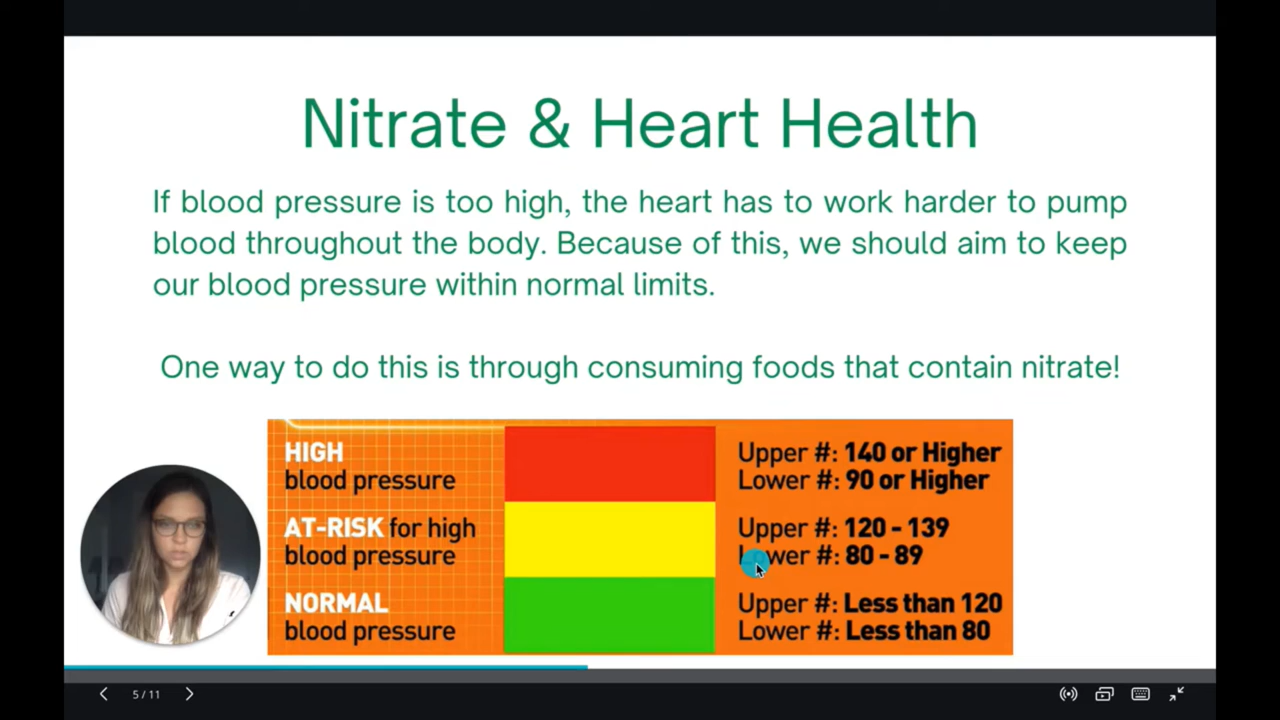 Nitrate & Heart Health
If blood pressure is too high, the heart has to work harder to pump
blood throughout the body. Because of this, we should aim to keep
our blood pressure within normal limits.
One way to do this is through consuming foods that contain nitrate!
HIGH
blood pressure
Upper #: 140 or Higher
Lower #: 90 or Higher
AT-RISK for high
blood pressure
Upper #: 120 - 139
Lower #: 80 - 89
NORMAL
blood pressure
Upper #: Less than 120
Lower #: Less than 80
5 / 11